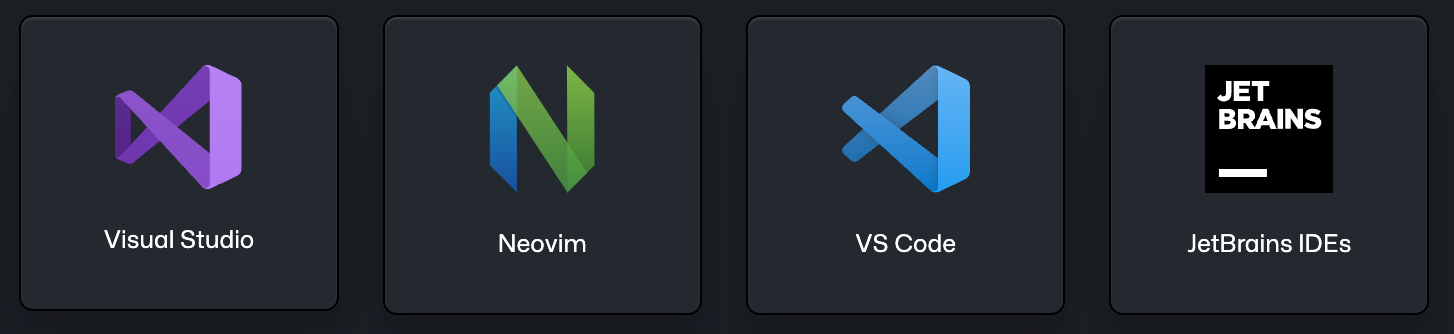 Visual Studio
Neovim
VS Code
JET
BRAINS
JetBrains IDEs